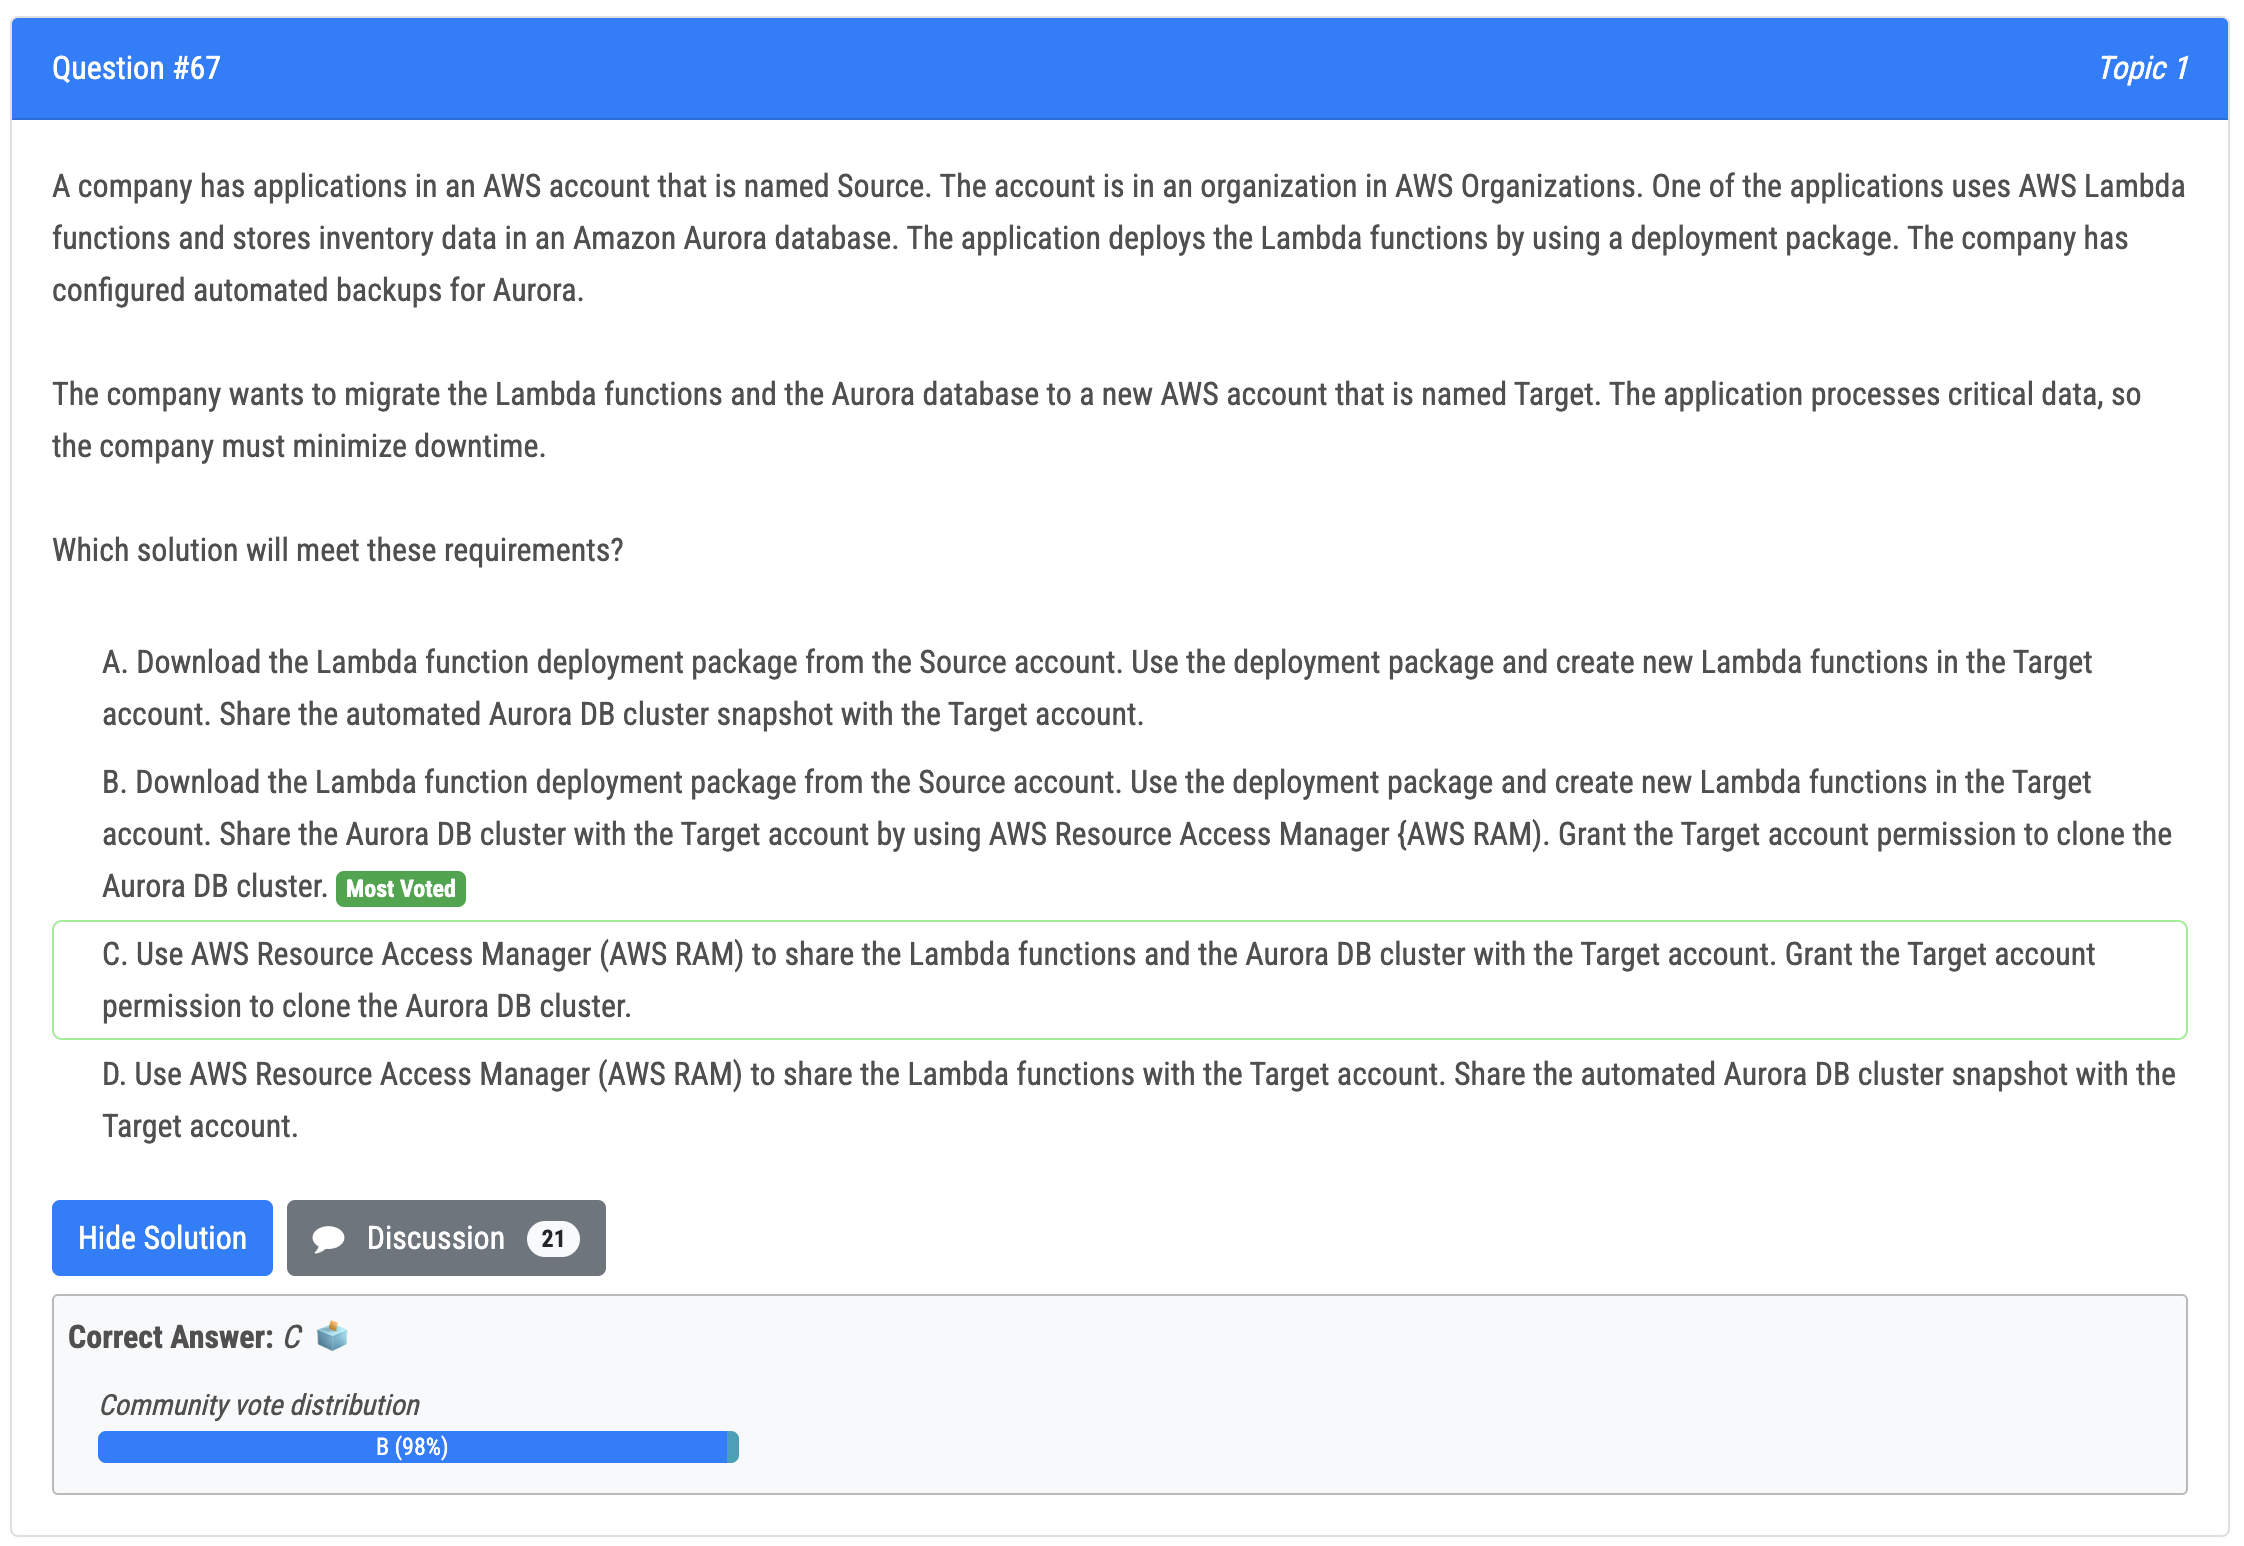 Question #67
Topic 1
A company has applications in an AWS account that is named Source. The account is in an organization in AWS Organizations. One of the applications uses AWS Lambda
functions and stores inventory data in an Amazon Aurora database. The application deploys the Lambda functions by using a deployment package. The company has
configured automated backups for Aurora.
The company wants to migrate the Lambda functions and the Aurora database to a new AWS account that is named Target. The application processes critical data, so
the company must minimize downtime.
Which solution will meet these requirements?
A. Download the Lambda function deployment package from the Source account. Use the deployment package and create new Lambda functions in the Target
account. Share the automated Aurora DB cluster snapshot with the Target account.
B. Download the Lambda function deployment package from the Source account. Use the deployment package and create new Lambda functions in the Target
account. Share the Aurora DB cluster with the Target account by using AWS Resource Access Manager {AWS RAM). Grant the Target account permission to clone the
Aurora DB cluster. Most Voted
C. Use AWS Resource Access Manager (AWS RAM) to share the Lambda functions and the Aurora DB cluster with the Target account. Grant the Target account
permission to clone the Aurora DB cluster.
D. Use AWS Resource Access Manager (AWS RAM) to share the Lambda functions with the Target account. Share the automated Aurora DB cluster snapshot with the
Target account.
Hide Solution
Discussion 21
Correct Answer: C
Community vote distribution
B (98%)